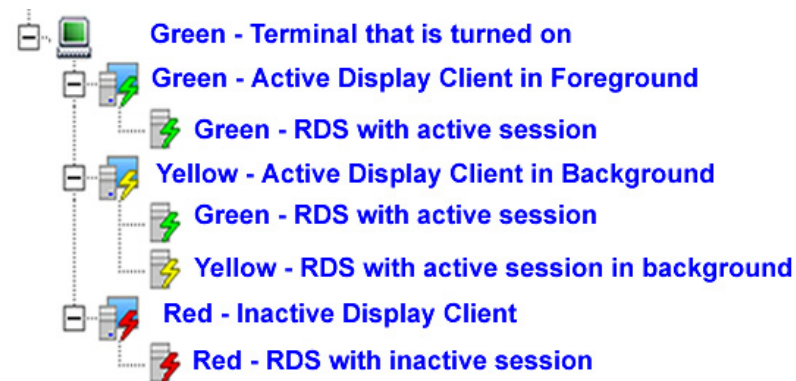 Green - Terminal that is turned on
Green - Active Display Client in Foreground
Green - RDS with active session
Yellow - Active Display Client in Background
Green - RDS with active session
Yellow - RDS with active session in background
Red - Inactive Display Client
Red - RDS with inactive session